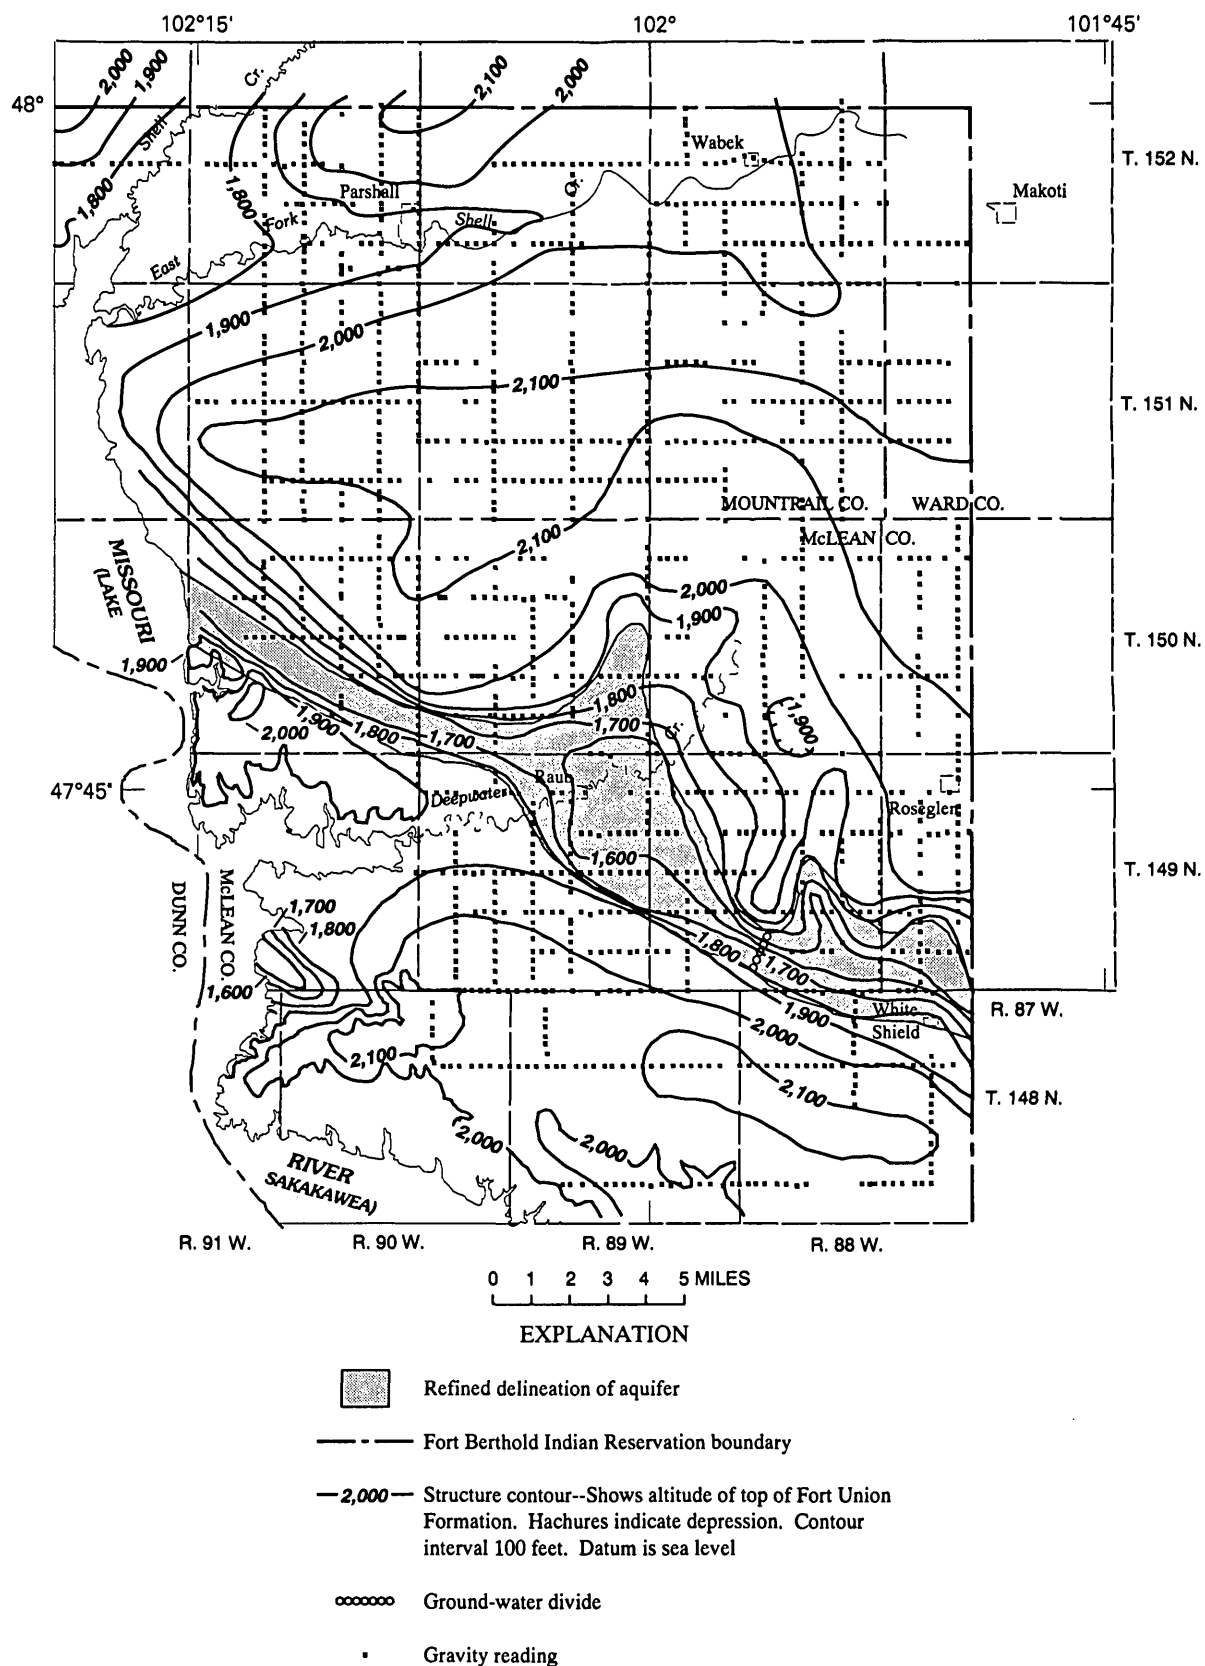 102°15' 102° 101°45'
48°
2,000
1,900
Cr.
Shell
1,800
1,800
2,100
2,000
Wabek
T. 152 N.
Makoti
Parshall
Cr.
Fork
Shell
East
1,900
2,000
2,100
T. 151 N.
MOUNTRAIL CO. WARD CO.
McLEAN CO.
2,100
MISSOURI
(LAKE
2,000
1,900
T. 150 N.
1,900
1,800
1,700
1,900
1,900
1,800
1,700
2,000
Cr.
47°45'
Raub
Deepwater
Roseglen
1,600
T. 149 N.
DUNN CO.
McLEAN CO.
1,700
1,800
1,600
1,800
1,700
1,900
White
Shield
R. 87 W.
2,000
2,100
2,100
T. 148 N.
2,000
2,000
RIVER
SAKAKAWEA)
R. 91 W. R. 90 W. R. 89 W. R. 88 W.
0 1 2 3 4 5 MILES
EXPLANATION
Refined delineation of aquifer
Fort Berthold Indian Reservation boundary
2,000 Structure contour--Shows altitude of top of Fort Union
Formation. Hachures indicate depression. Contour
interval 100 feet. Datum is sea level
Ground-water divide
Gravity reading